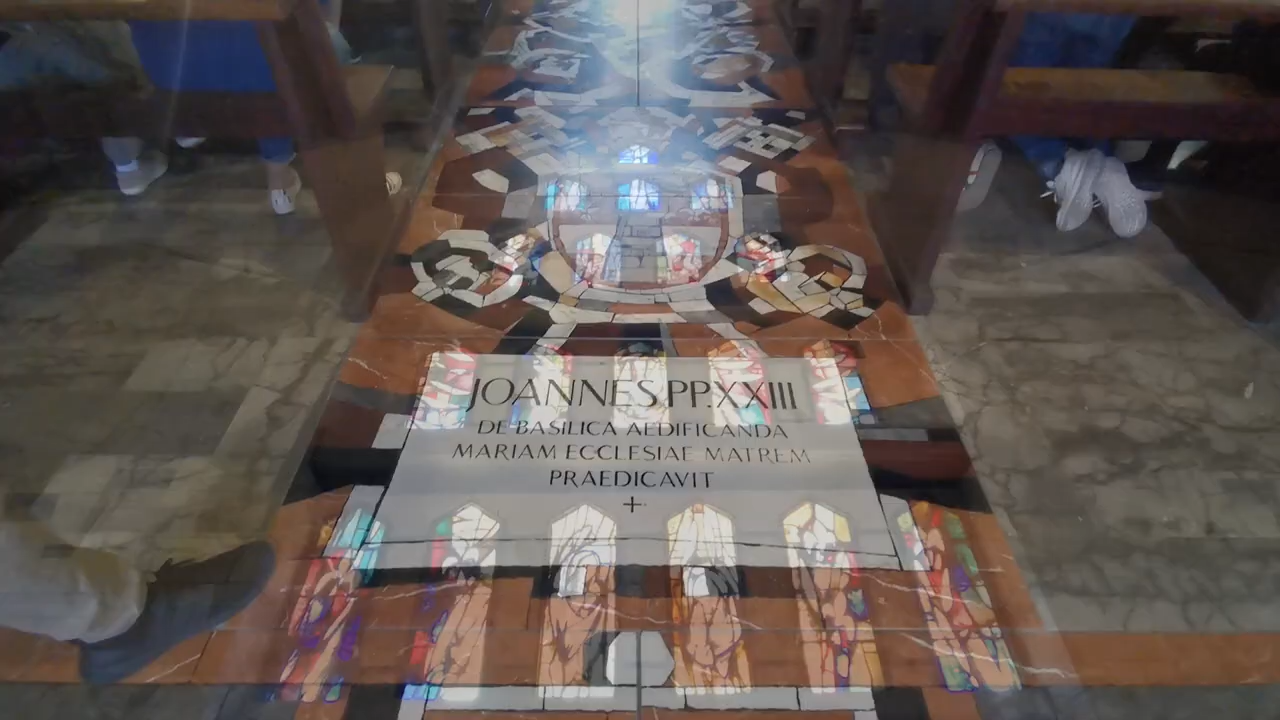 JOANNES PP.XXIII
DE BASILICA AEDIFICANDA
MARIAM ECCLESIAE MATREM
PRAEDICAVIT
+